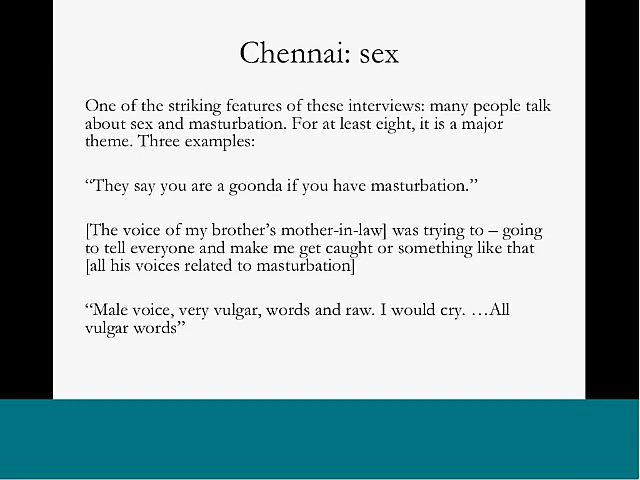 Chennai: sex
One of the striking features of these interviews: many people talk
about sex and masturbation. For at least eight, it is a major
theme. Three examples:
“They say you are a goonda if you have masturbation.”
[The voice of my brother’s mother-in-law] was trying to – going
to tell everyone and make me get caught or something like that
[all his voices related to masturbation]
“Male voice, very vulgar, words and raw. I would cry. …All
vulgar words”